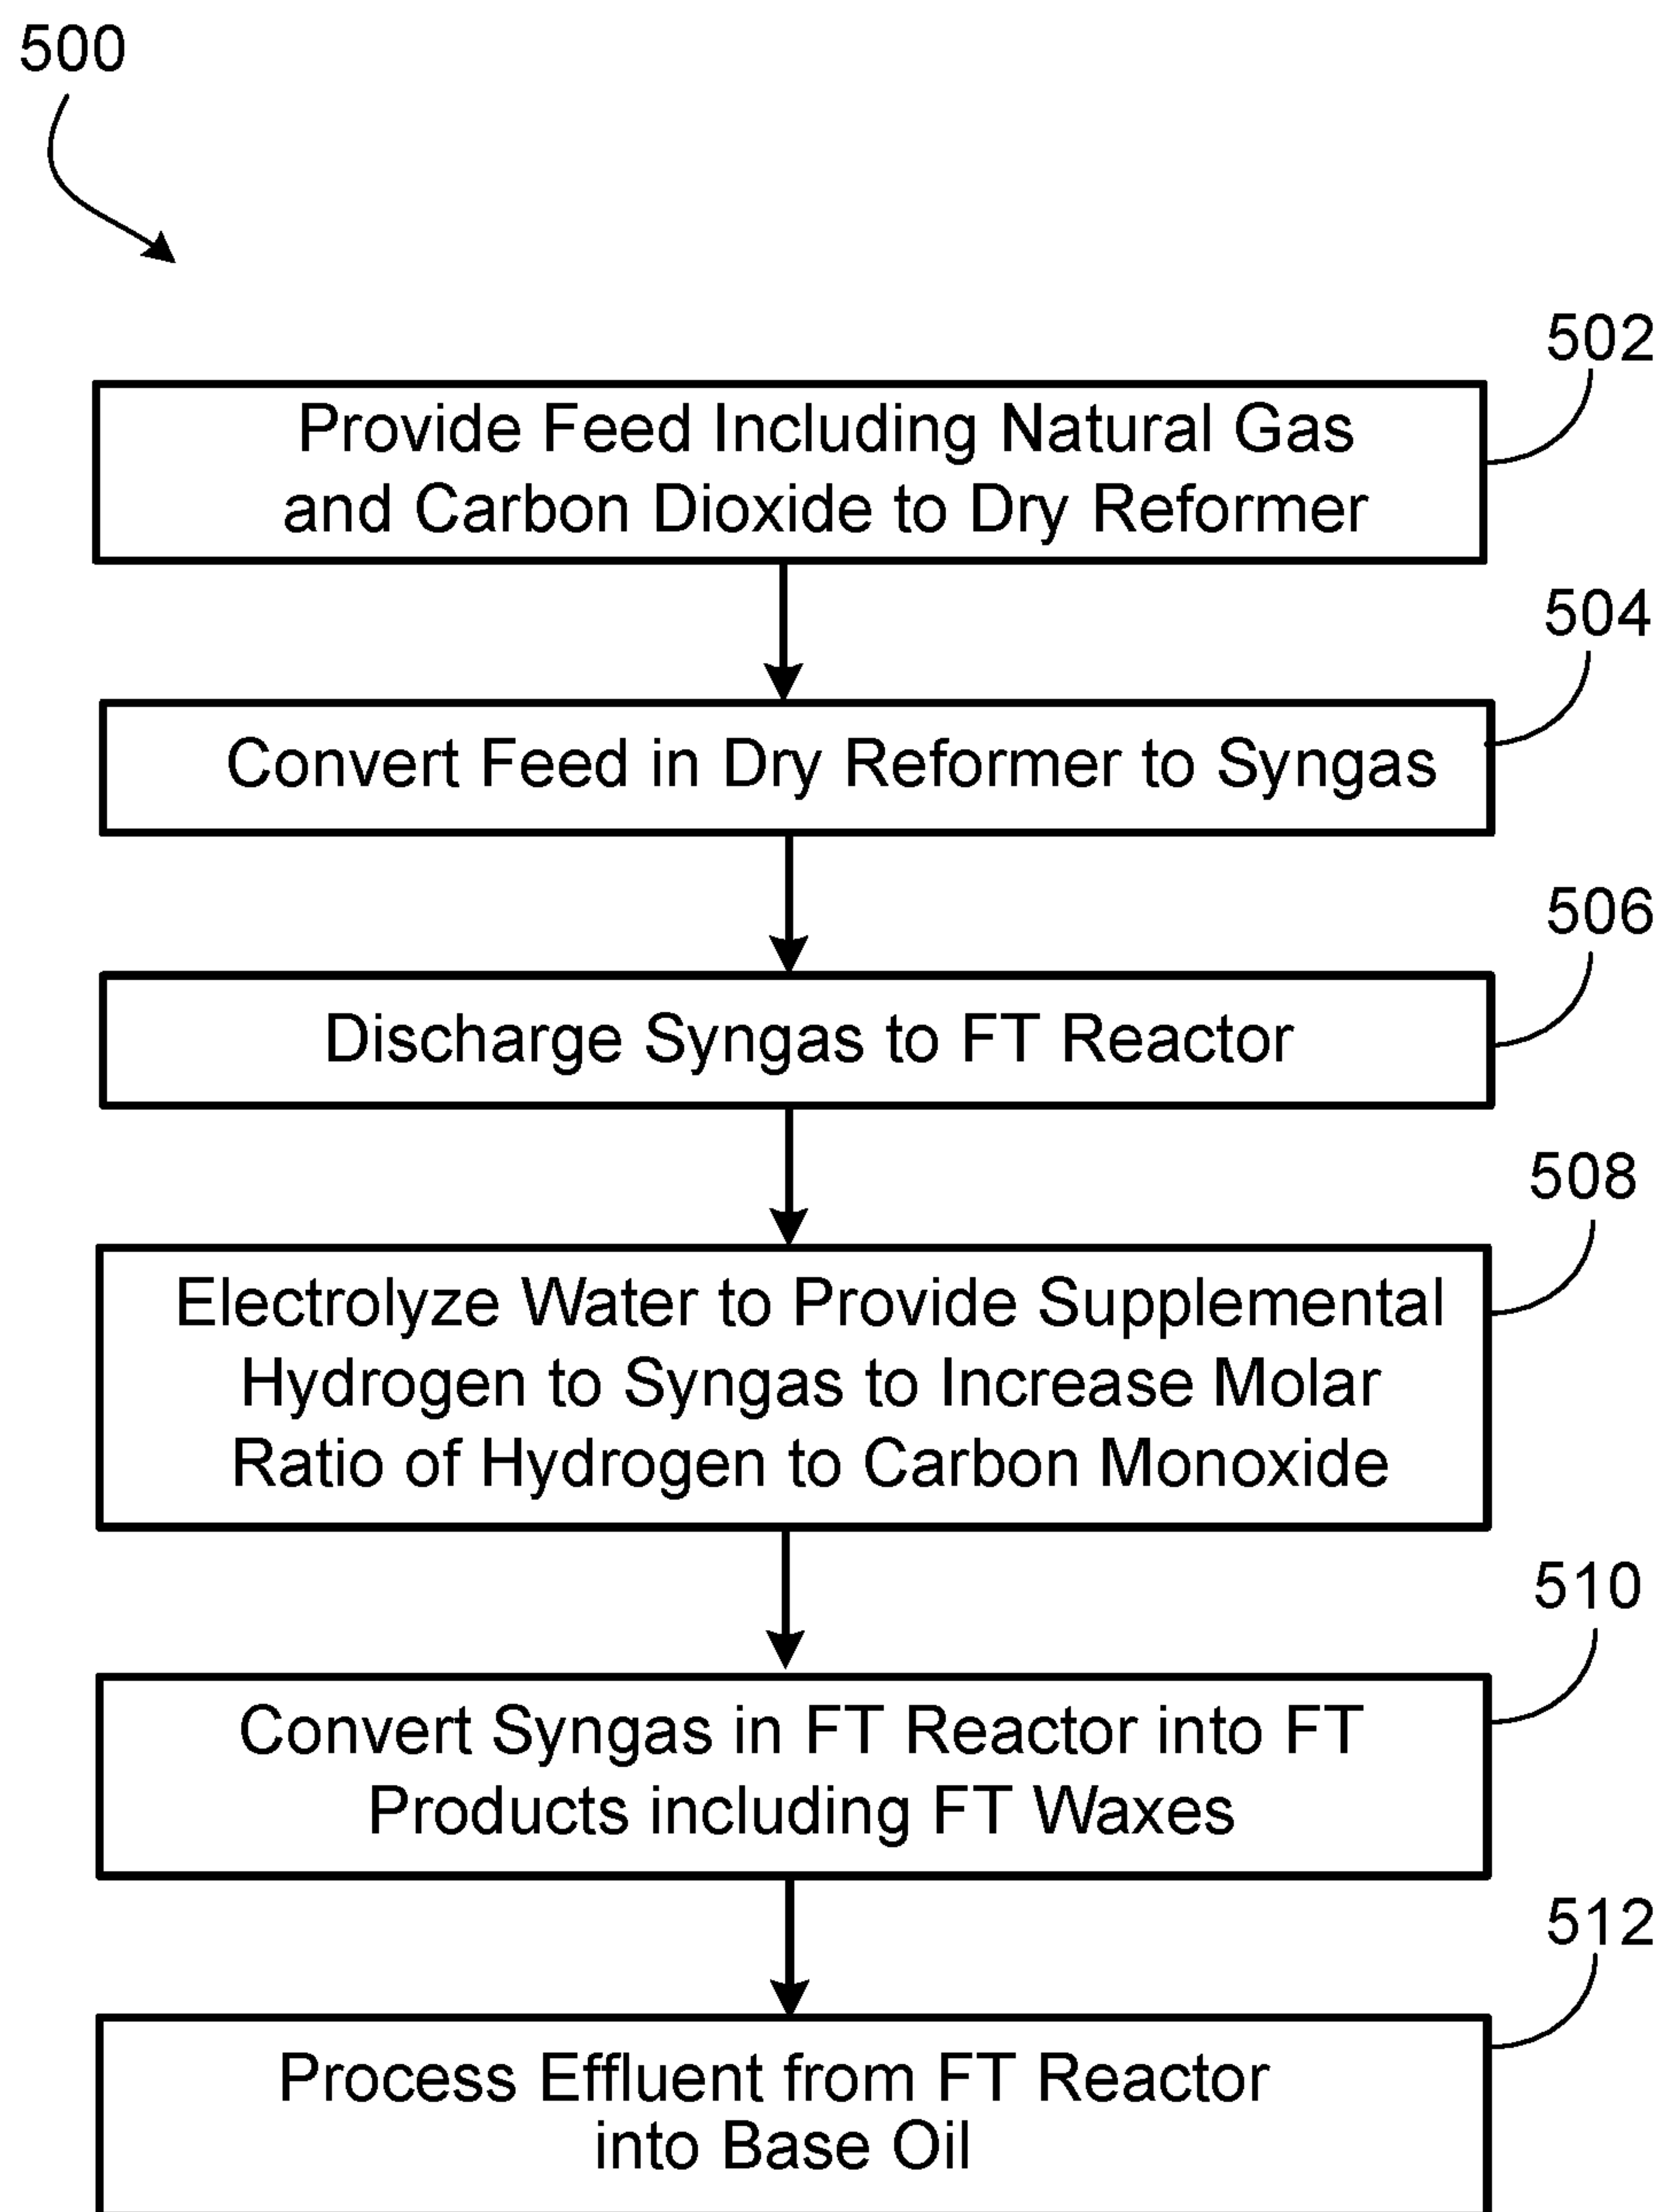 500
502
Provide Feed Including Natural Gas
and Carbon Dioxide to Dry Reformer
504
Convert Feed in Dry Reformer to Syngas
506
Discharge Syngas to FT Reactor
508
Electrolyze Water to Provide Supplemental
Hydrogen to Syngas to Increase Molar
Ratio of Hydrogen to Carbon Monoxide
510
Convert Syngas in FT Reactor into FT
Products including FT Waxes
512
Process Effluent from FT Reactor
into Base Oil